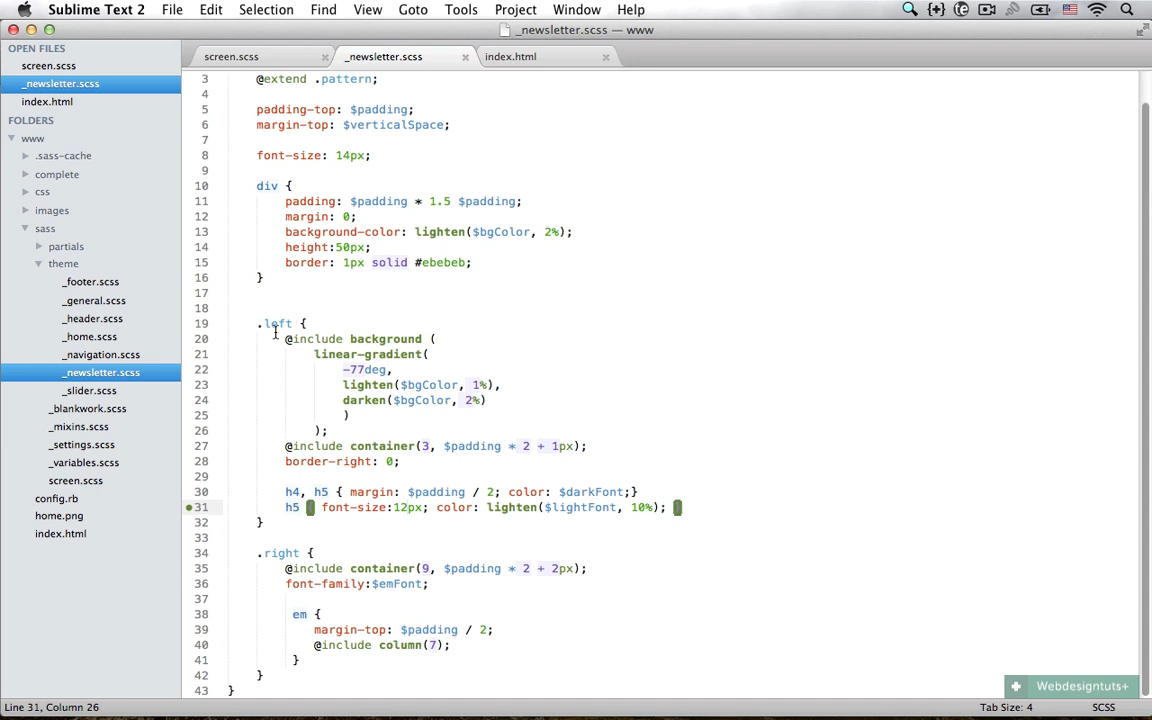 Sublime Text 2 File Edit Selection Find View Goto Tools Project Window Help
_newsletter.scss — www
OPEN FILES
screen.scss
_newsletter.scss
index.html
FOLDERS
www
.sass-cache
complete
css
images
sass
partials
theme
_footer.scss
_general.scss
_header.scss
_home.scss
_navigation.scss
_newsletter.scss
_slider.scss
_blankwork.scss
_mixins.scss
_settings.scss
_variables.scss
screen.scss
config.rb
home.png
index.html
screen.scss _newsletter.scss index.html
3 @extend .pattern;
4
5 padding-top: $padding;
6 margin-top: $verticalSpace;
7
8 font-size: 14px;
9
10 div {
11 padding: $padding * 1.5 $padding;
12 margin: 0;
13 background-color: lighten($bgColor, 2%);
14 height:50px;
15 border: 1px solid #ebebeb;
16 }
17
18
19 .left {
20 @include background (
21 linear-gradient(
22 -77deg,
23 lighten($bgColor, 1%),
24 darken($bgColor, 2%)
25 )
26 );
27 @include container(3, $padding * 2 + 1px);
28 border-right: 0;
29
30 h4, h5 { margin: $padding / 2; color: $darkFont;}
31 h5 { font-size:12px; color: lighten($lightFont, 10%); }
32 }
33
34 .right {
35 @include container(9, $padding * 2 + 2px);
36 font-family:$emFont;
37
38 em {
39 margin-top: $padding / 2;
40 @include column(7);
41 }
42 }
43 }
Webdesigntuts+
Line 31, Column 26 Tab Size: 4 SCSS